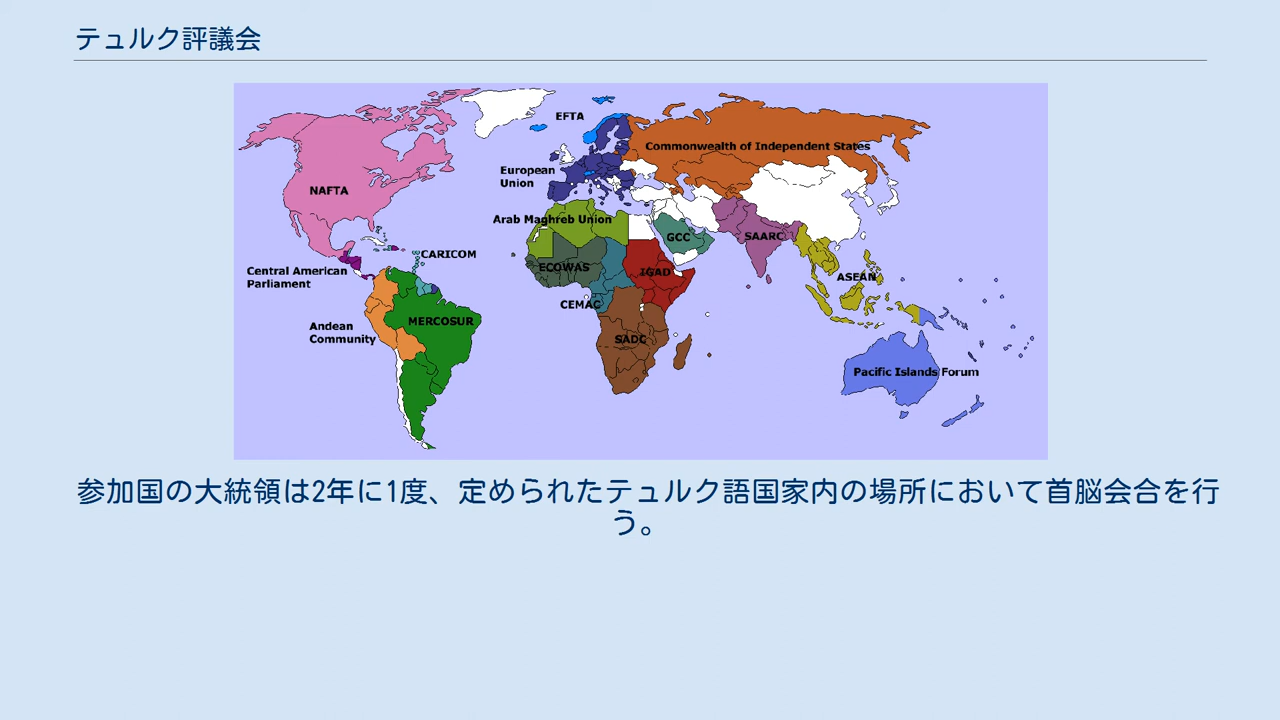 テュルク評議会
EFTA
Commonwealth of Independent States
European
Union
NAFTA
Arab Maghreb Union
GCC
SAARC
CARICOM
Central American
Parliament
ECOWAS
IGAD
ASEAN
CEMAC
MERCOSUR
Andean
Community
SADC
Pacific Islands Forum
参加国の大統領は2年に1度、定められたテュルク語国家内の場所において首脳会合を行
う。